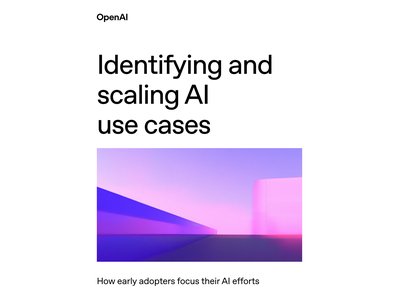 OpenAI
Identifying and
scaling AI
use cases
How early adopters focus their AI efforts